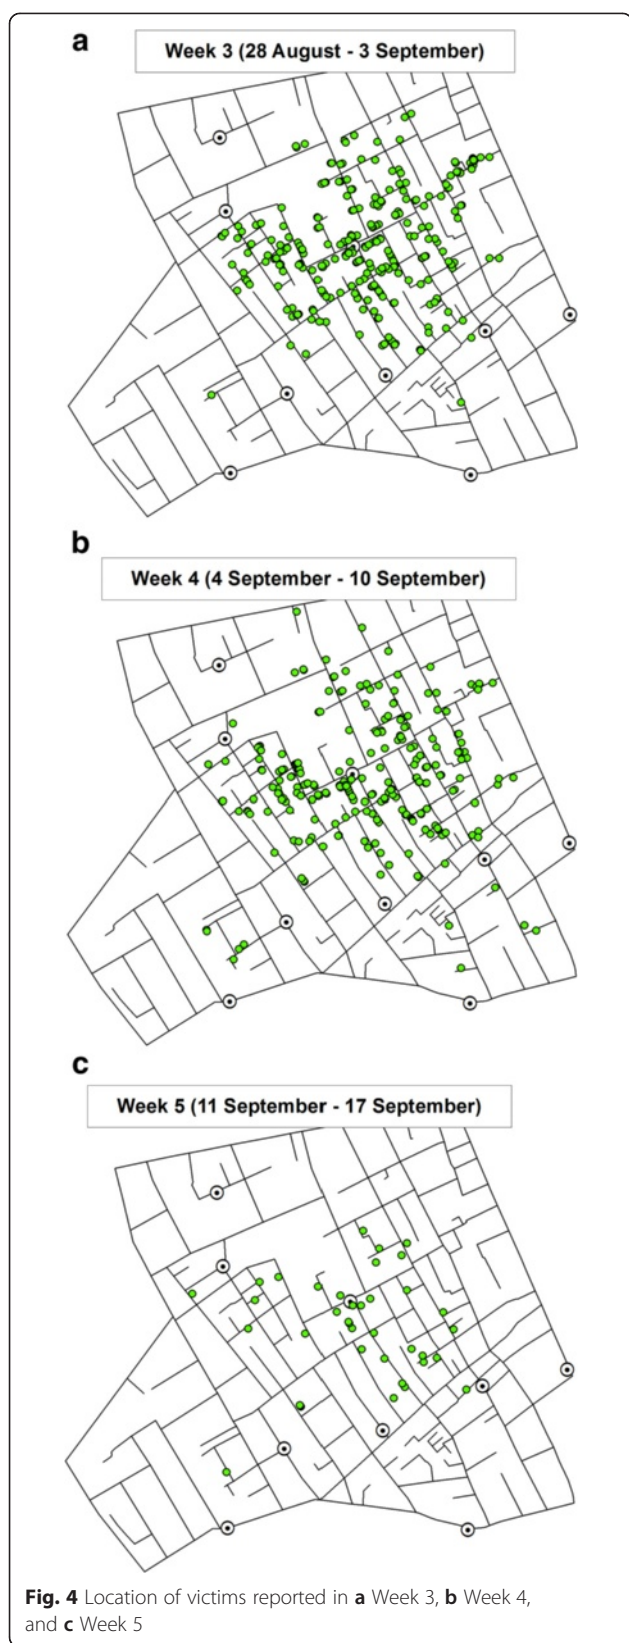 a
Week 3 (28 August - 3 September)
b
Week 4 (4 September - 10 September)
c
Week 5 (11 September - 17 September)
Fig. 4 Location of victims reported in a Week 3, b Week 4,
and c Week 5